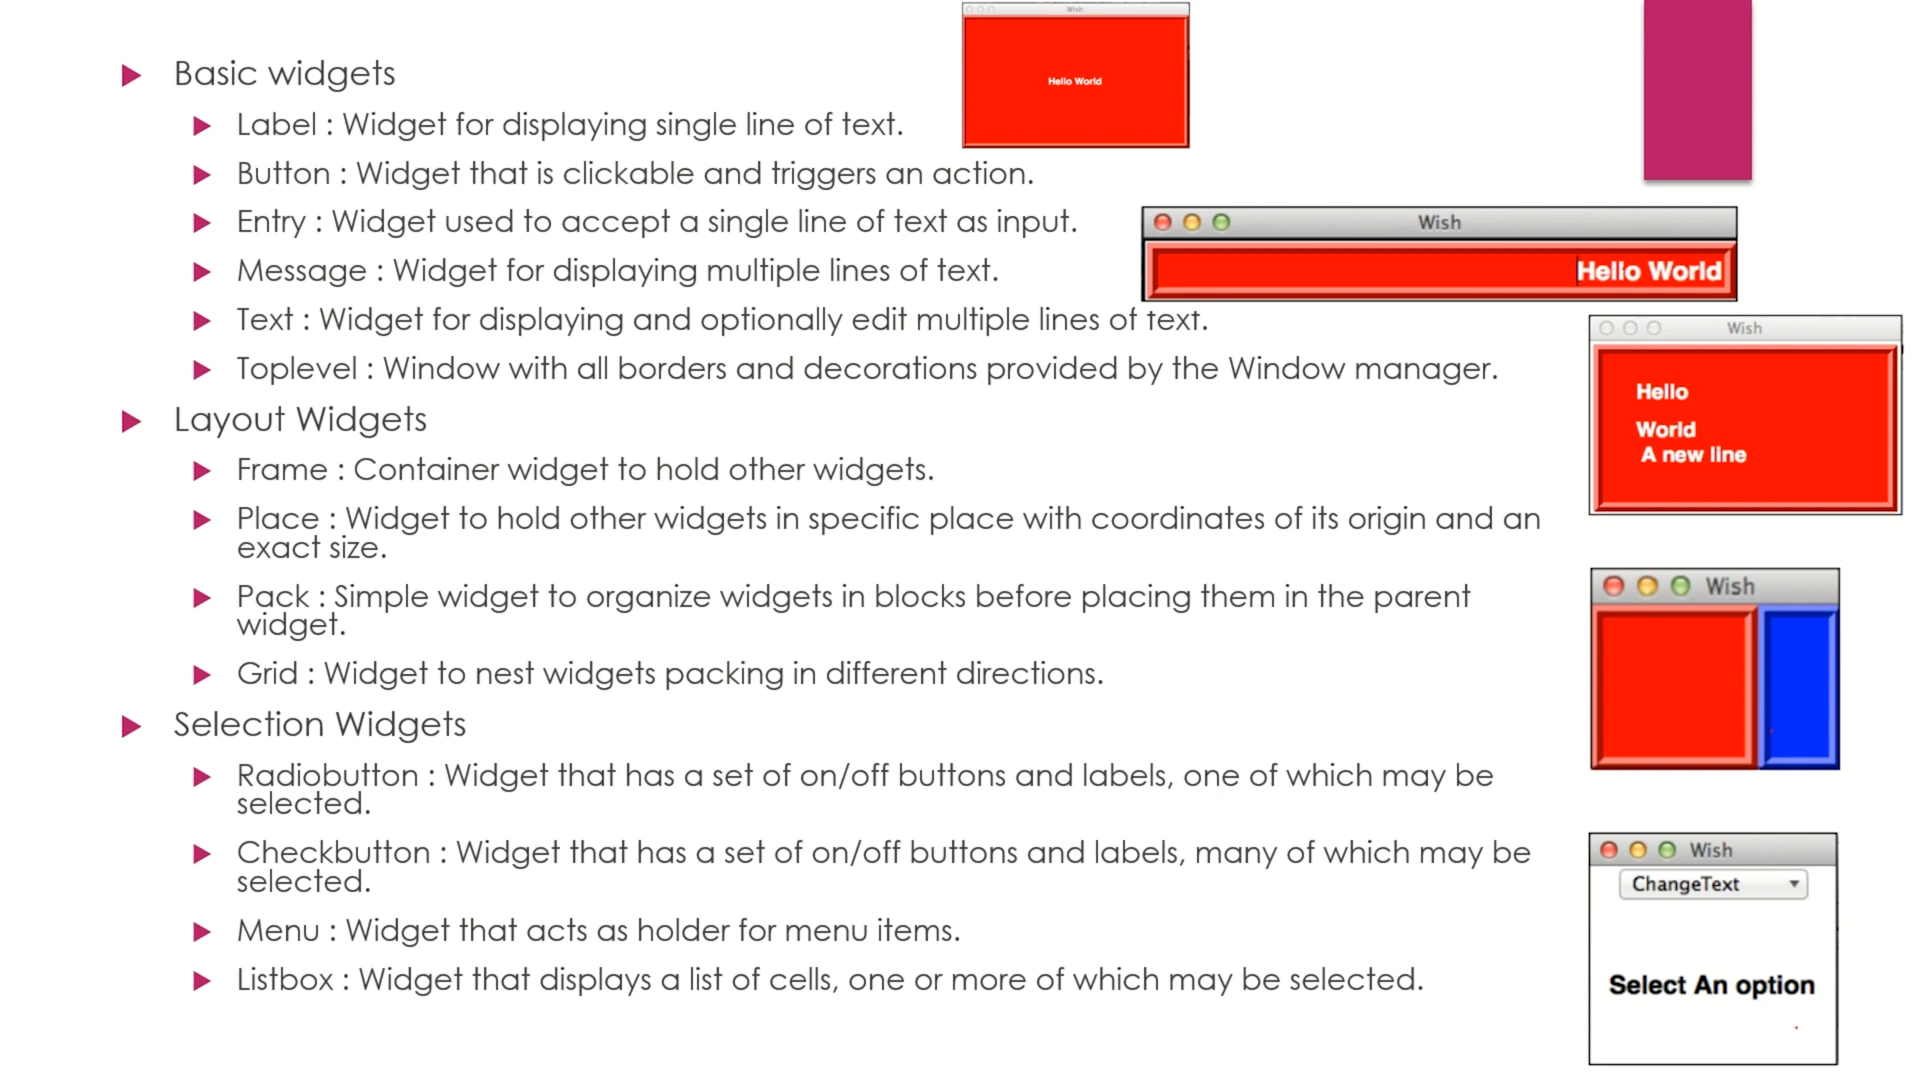 Basic widgets
Label : Widget for displaying single line of text.
Button : Widget that is clickable and triggers an action.
Entry : Widget used to accept a single line of text as input.
Message : Widget for displaying multiple lines of text.
Text : Widget for displaying and optionally edit multiple lines of text.
Toplevel : Window with all borders and decorations provided by the Window manager.
Layout Widgets
Frame : Container widget to hold other widgets.
Place : Widget to hold other widgets in specific place with coordinates of its origin and an
exact size.
Pack : Simple widget to organize widgets in blocks before placing them in the parent
widget.
Grid : Widget to nest widgets packing in different directions.
Selection Widgets
Radiobutton : Widget that has a set of on/off buttons and labels, one of which may be
selected.
Checkbutton : Widget that has a set of on/off buttons and labels, many of which may be
selected.
Menu : Widget that acts as holder for menu items.
Listbox : Widget that displays a list of cells, one or more of which may be selected.
Wish
Hello World
Wish
Hello World
Wish
Hello
World
A new line
Wish
Wish
ChangeText
Select An option